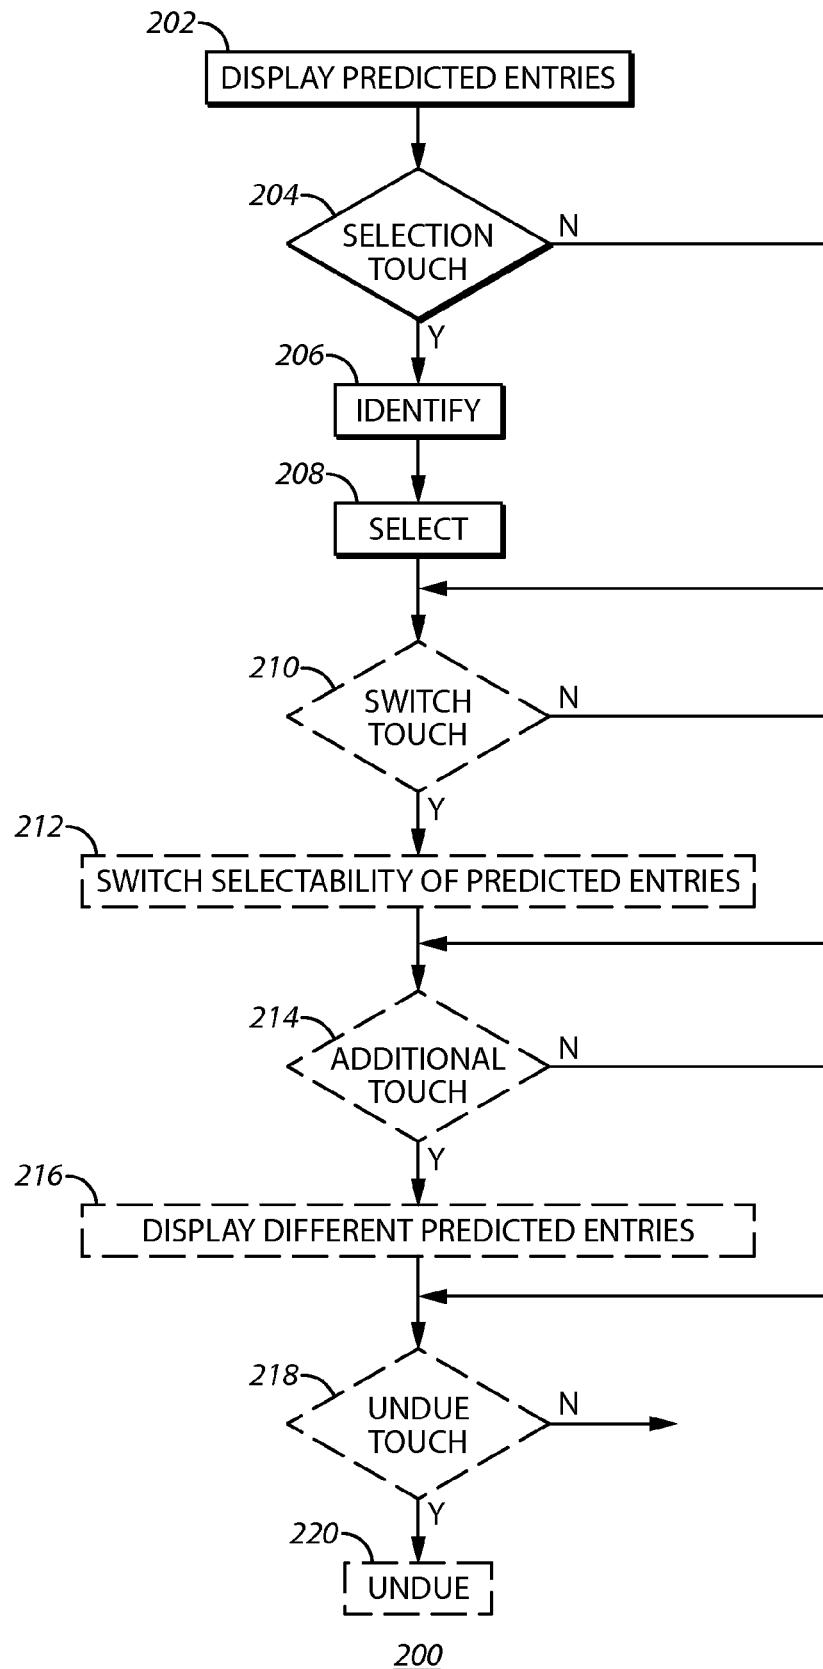 202
DISPLAY PREDICTED ENTRIES
204
SELECTION
TOUCH
N
Y
206
IDENTIFY
208
SELECT
210
SWITCH
TOUCH
N
Y
212
SWITCH SELECTABILITY OF PREDICTED ENTRIES
214
ADDITIONAL
TOUCH
N
Y
216
DISPLAY DIFFERENT PREDICTED ENTRIES
218
UNDUE
TOUCH
N
Y
220
UNDUE
200